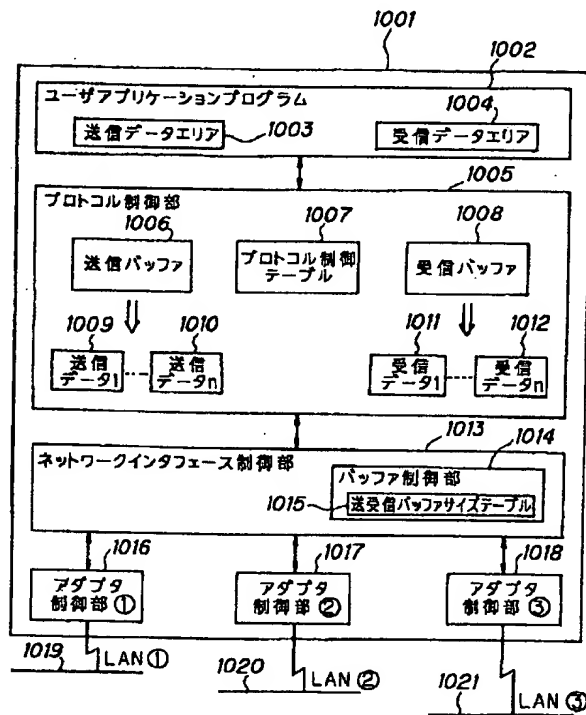 1001
1002
ユーザアプリケーションプログラム
送信データエリア
1003
1004
受信データエリア
1005
プロトコル制御部
1006
送信バッファ
1007
プロトコル制御
テーブル
1008
受信バッファ
1009
送信
データ1
1010
送信
データn
1011
受信
データ1
1012
受信
データn
1013
ネットワークインタフェース制御部
1014
バッファ制御部
1015
送受信バッファサイズテーブル
1016
アダプタ
制御部①
1017
アダプタ
制御部②
1018
アダプタ
制御部③
1019
LAN①
1020
LAN②
1021
LAN③